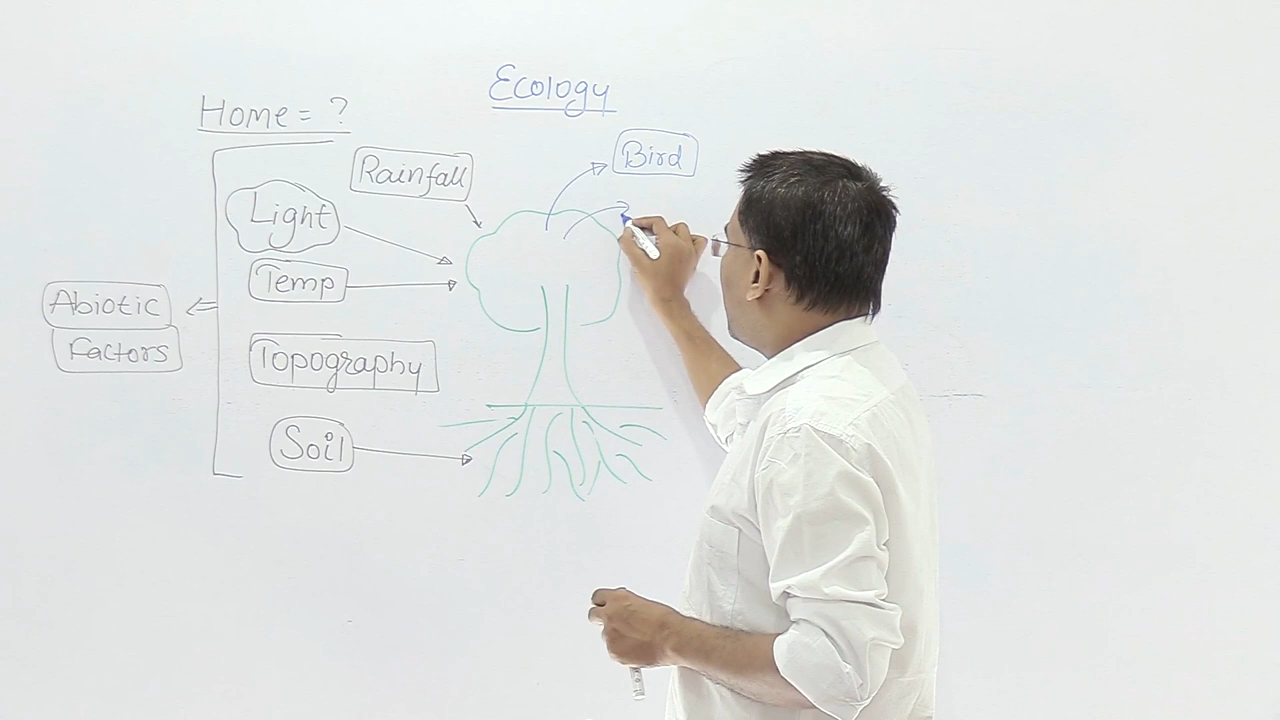 Ecology
Home = ?
Bird
Rainfall
Light
Temp
Abiotic
Factors
Topography
Soil